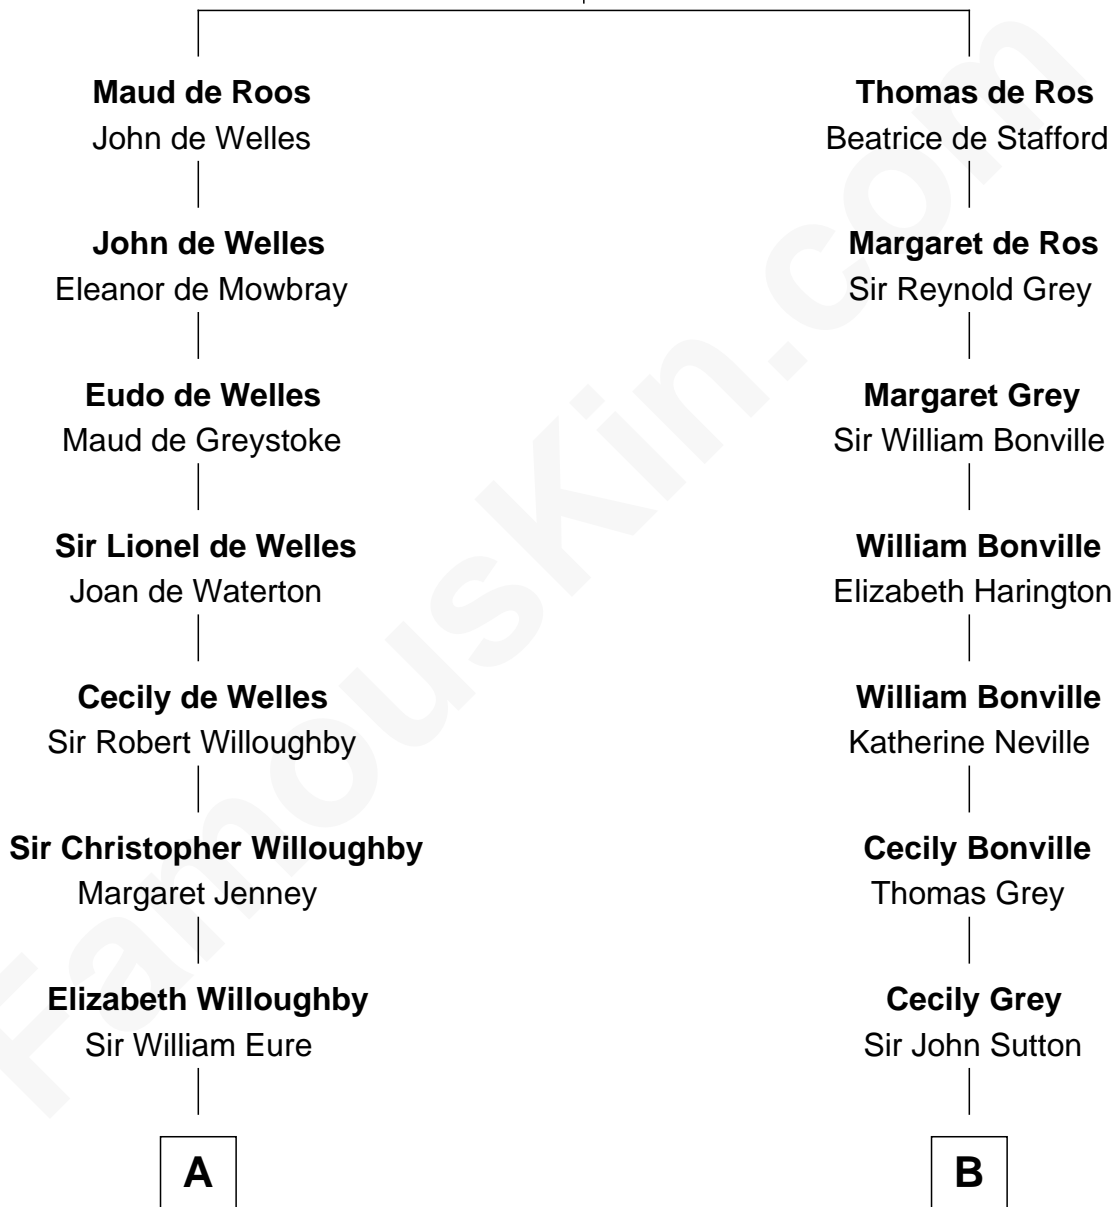 Maud de Roos
John de Welles
John de Welles
Eleanor de Mowbray
Eudo de Welles
Maud de Greystoke
Sir Lionel de Welles
Joan de Waterton
Cecily de Welles
Sir Robert Willoughby
Sir Christopher Willoughby
Margaret Jenney
Elizabeth Willoughby
Sir William Eure
A
Thomas de Ros
Beatrice de Stafford
Margaret de Ros
Sir Reynold Grey
Margaret Grey
Sir William Bonville
William Bonville
Elizabeth Harington
William Bonville
Katherine Neville
Cecily Bonville
Thomas Grey
Cecily Grey
Sir John Sutton
B
FamousKin.com